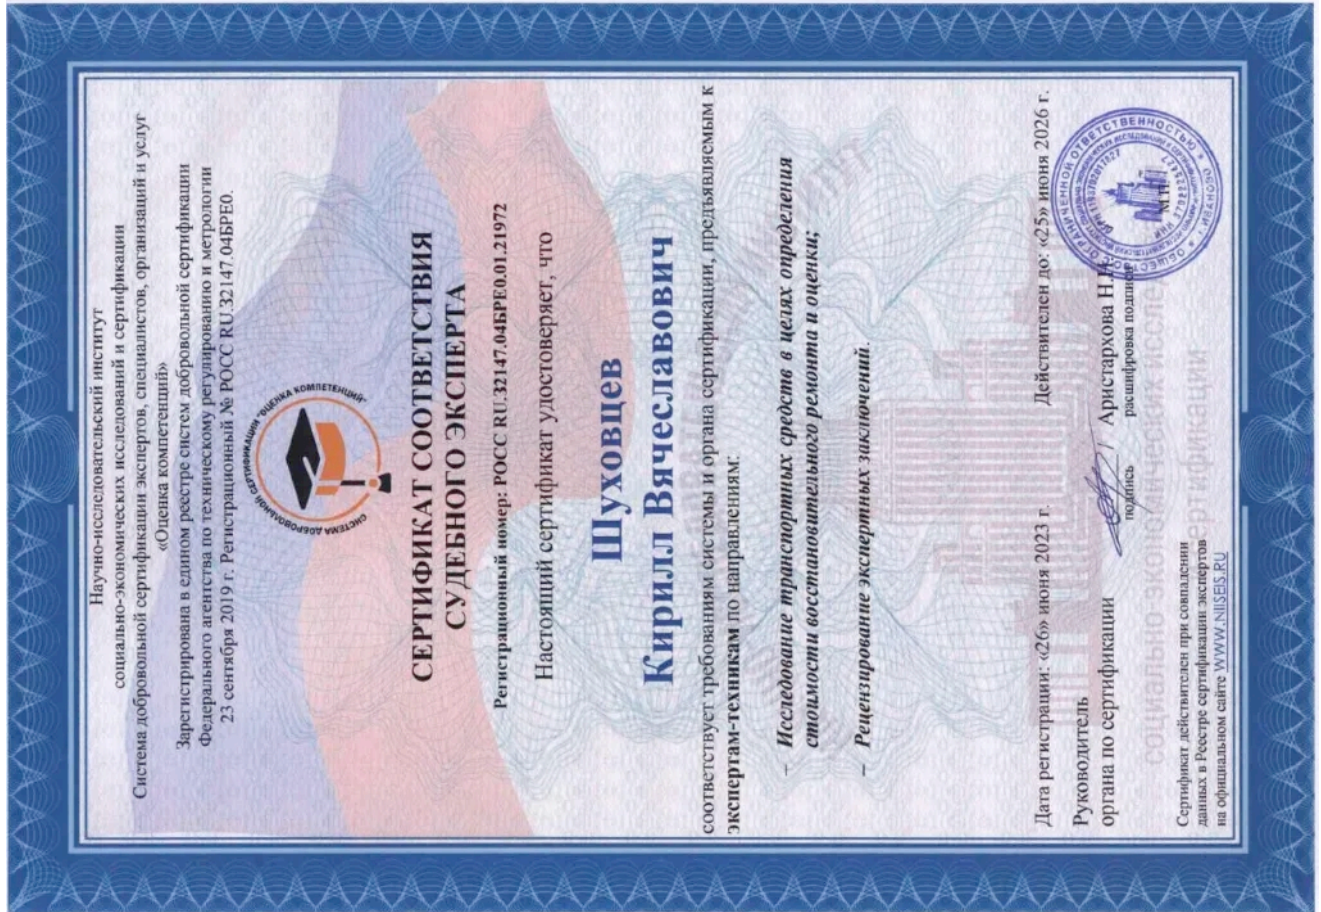 Научно-исследовательский институт
социально-экономических исследований и сертификации
Система добровольной сертификации экспертов, специалистов, организаций и услуг
«Оценка компетенций»
Зарегистрирована в едином реестре систем добровольной сертификации
Федерального агентства по техническому регулированию и метрологии
23 сентября 2019 г. Регистрационный № РОСС RU.32147.04БРЕ0.
СИСТЕМА ДОБРОВОЛЬНОЙ СЕРТИФИКАЦИИ "ОЦЕНКА КОМПЕТЕНЦИЙ"
СЕРТИФИКАТ СООТВЕТСТВИЯ
СУДЕБНОГО ЭКСПЕРТА
Регистрационный номер: РОСС RU.32147.04БРЕ0.01.21972
Настоящий сертификат удостоверяет, что
Шуховцев
Кирилл Вячеславович
соответствует требованиям системы и органа сертификации, предъявляемым к
экспертам-техникам по направлениям:
– Исследование транспортных средств в целях определения
стоимости восстановительного ремонта и оценки;
– Рецензирование экспертных заключений.
Дата регистрации: «26» июня 2023 г. Действителен до: «25» июня 2026 г.
Руководитель
органа по сертификации / Аристархова Н.И.
подпись расшифровка подписи
М.П.
Сертификат действителен при совпадении
данных в Реестре сертификации экспертов
на официальном сайте WWW.NIISEIS.RU